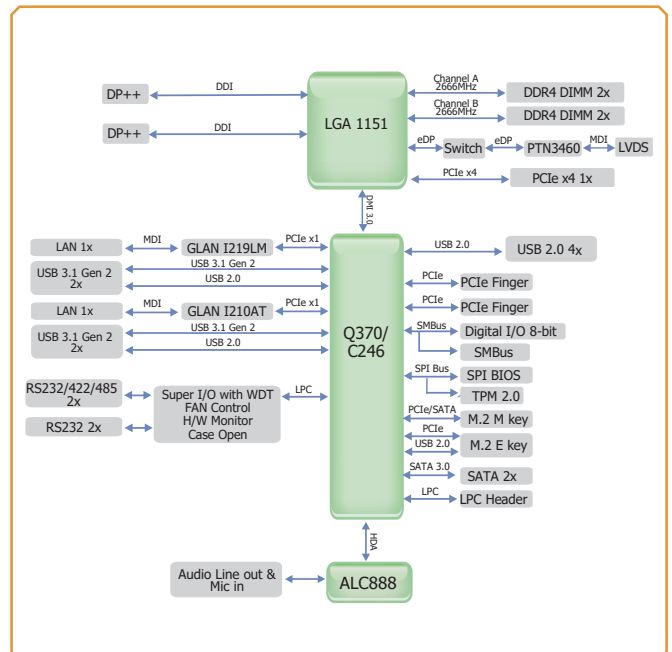 DP++
DDI
DP++
DDI
LGA 1151
Channel A
2666MHz
DDR4 DIMM 2x
Channel B
2666MHz
DDR4 DIMM 2x
eDP
Switch
eDP
PTN3460
MDI
LVDS
PCIe x4
PCIe x4 1x
DMI 3.0
LAN 1x
MDI
GLAN I219LM
PCIe x1
USB 3.1 Gen 2
2x
USB 3.1 Gen 2
USB 2.0
LAN 1x
MDI
GLAN I210AT
PCIe x1
USB 3.1 Gen 2
2x
USB 3.1 Gen 2
USB 2.0
RS232/422/485
2x
RS232 2x
Super I/O with WDT
FAN Control
H/W Monitor
Case Open
LPC
Q370/
C246
USB 2.0
USB 2.0 4x
PCIe
PCIe Finger
PCIe
PCIe Finger
SMBus
Digital I/O 8-bit
SMBus
SPI Bus
SPI BIOS
TPM 2.0
PCIe/SATA
M.2 M key
PCIe
USB 2.0
M.2 E key
SATA 3.0
SATA 2x
LPC
LPC Header
HDA
Audio Line out &
Mic in
ALC888